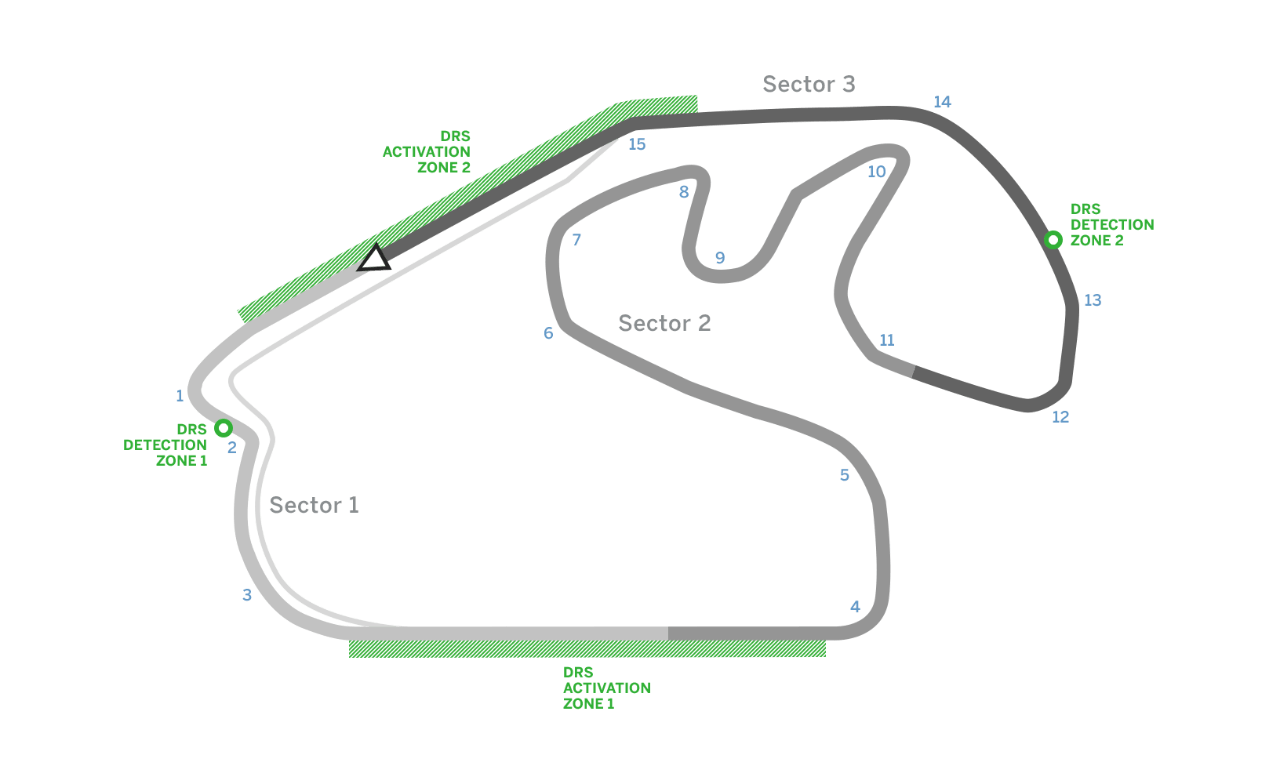 Sector 3
14
DRS
ACTIVATION
ZONE 2
15
10
8
DRS
DETECTION
ZONE 2
7
9
13
Sector 2
6
11
1
12
DRS
DETECTION
ZONE 1
2
5
Sector 1
3
4
DRS
ACTIVATION
ZONE 1